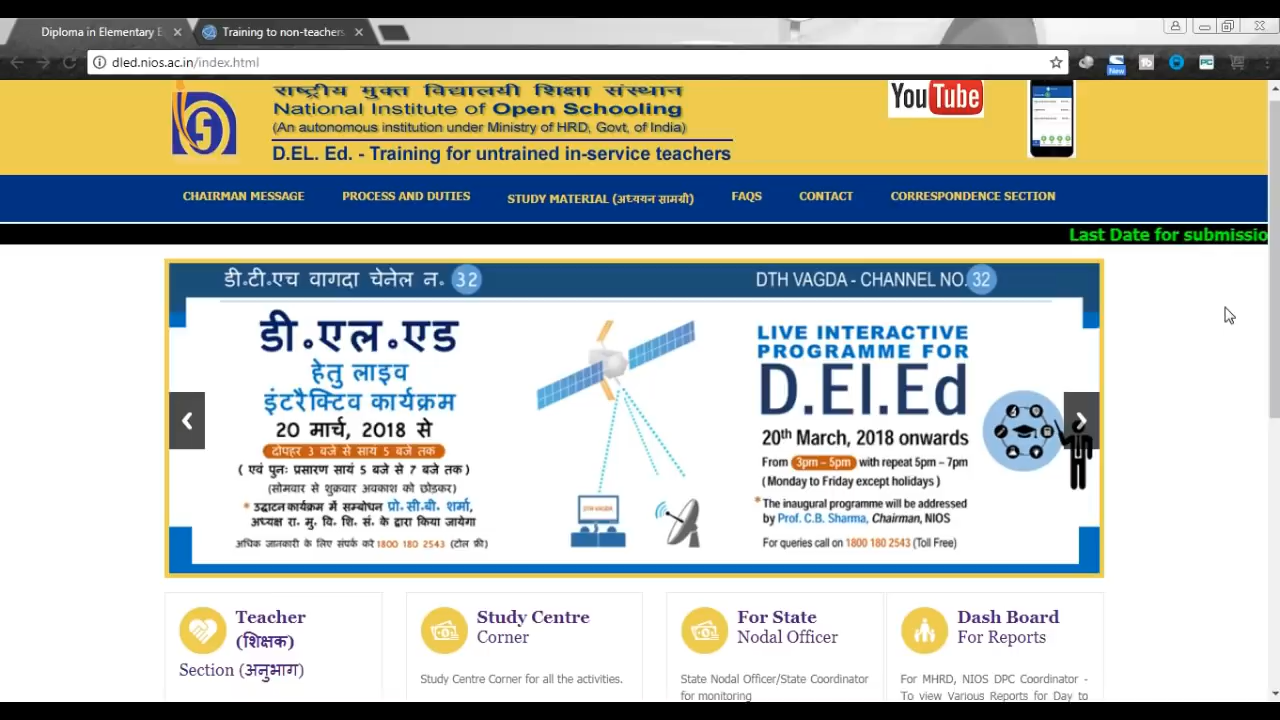 Diploma in Elementary E
Training to non-teachers
dled.nios.ac.in/index.html
New
राष्ट्रीय मुक्त विद्यालयी शिक्षा संस्थान
National Institute of Open Schooling
(An autonomous institution under Ministry of HRD, Govt. of India)
D.EL. Ed. - Training for untrained in-service teachers
YouTube
CHAIRMAN MESSAGE
PROCESS AND DUTIES
STUDY MATERIAL (अध्ययन सामग्री)
FAQS
CONTACT
CORRESPONDENCE SECTION
Last Date for submissio
डी॰टी॰एच वागदा चेनेल न॰ 32
DTH VAGDA - CHANNEL NO. 32
डी॰एल॰एड
हेतु लाइव
इंटरैक्टिव कार्यक्रम
20 मार्च, 2018 से
दोपहर 3 बजे से सायं 5 बजे तक
( एवं पुनः प्रसारण सायं 5 बजे से 7 बजे तक )
(सोमवार से शुक्रवार अवकाश को छोड़कर)
* उद्घाटन कार्यक्रम में सम्बोधन प्रो॰सी॰बी॰ शर्मा,
अध्यक्ष रा॰ मु॰ वि॰ शि॰ सं॰ के द्वारा किया जायेगा
अधिक जानकारी के लिए संपर्क करें 1800 180 2543 (टोल फ्री)
DTH VAGDA
LIVE INTERACTIVE
PROGRAMME FOR
D.El.Ed
20th March, 2018 onwards
From 3pm – 5pm with repeat 5pm – 7pm
(Monday to Friday except holidays)
*The inaugural programme will be addressed
by Prof. C.B. Sharma, Chairman, NIOS
For queries call on 1800 180 2543 (Toll Free)
Teacher
(शिक्षक)
Section (अनुभाग)
Study Centre
Corner
Study Centre Corner for all the activities.
For State
Nodal Officer
State Nodal Officer/State Coordinator
for monitoring
Dash Board
For Reports
For MHRD, NIOS DPC Coordinator -
To view Various Reports for Day to